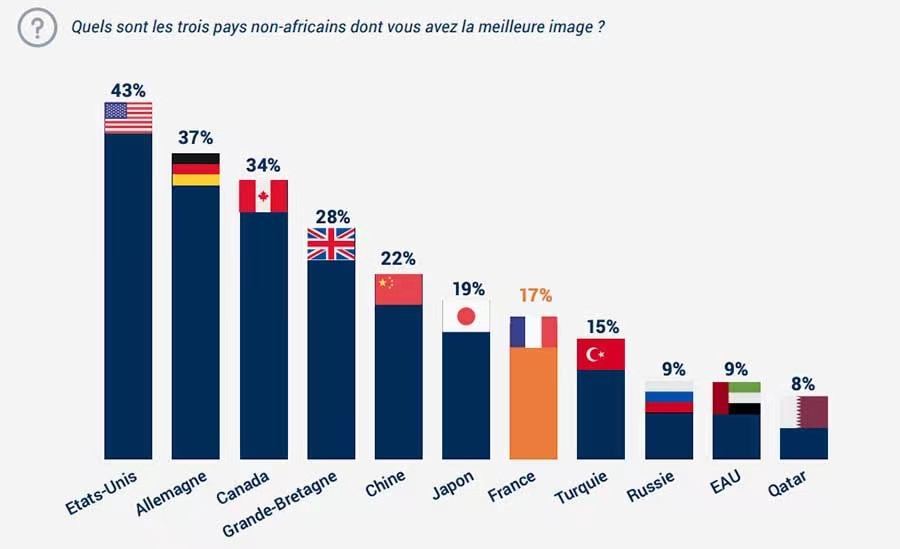 ?
Quels sont les trois pays non-africains dont vous avez la meilleure image ?
43%
37%
34%
28%
22%
19%
17%
15%
9%
9%
8%
Etats-Unis
Allemagne
Canada
Grande-Bretagne
Chine
Japon
France
Turquie
Russie
EAU
Qatar